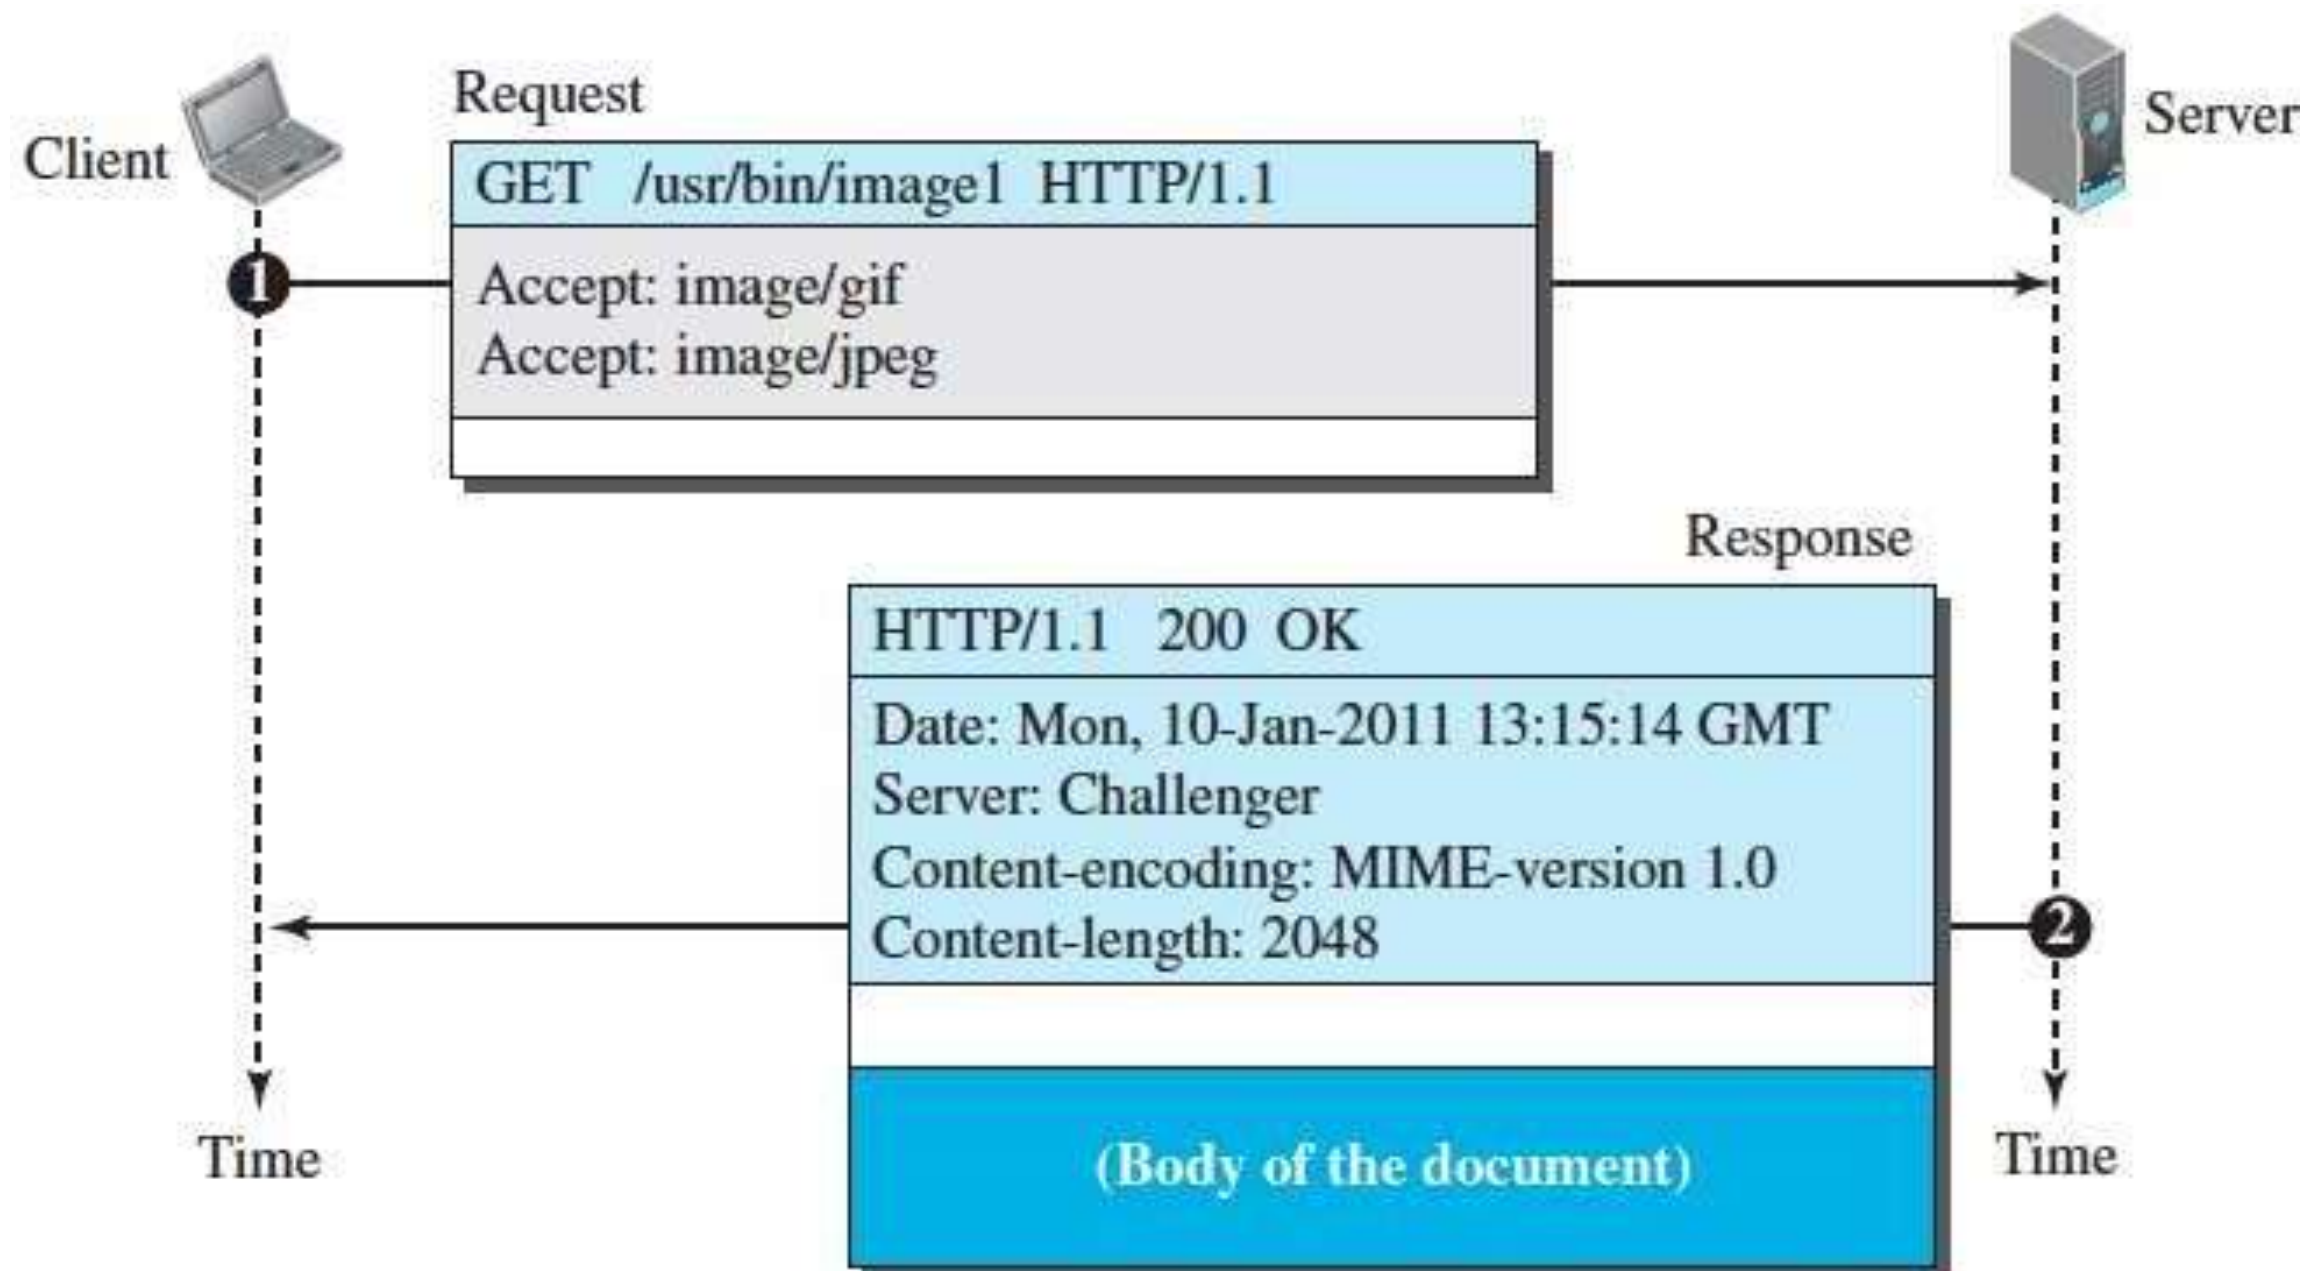 Client
Request
GET /usr/bin/image1 HTTP/1.1
Accept: image/gif
Accept: image/jpeg
1
Server
Response
HTTP/1.1 200 OK
Date: Mon, 10-Jan-2011 13:15:14 GMT
Server: Challenger
Content-encoding: MIME-version 1.0
Content-length: 2048
2
(Body of the document)
Time
Time